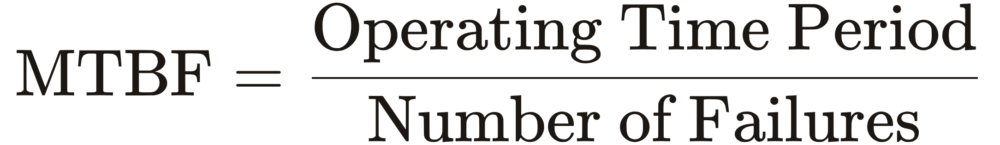 Operating Time Period
MTBF =
Number of Failures